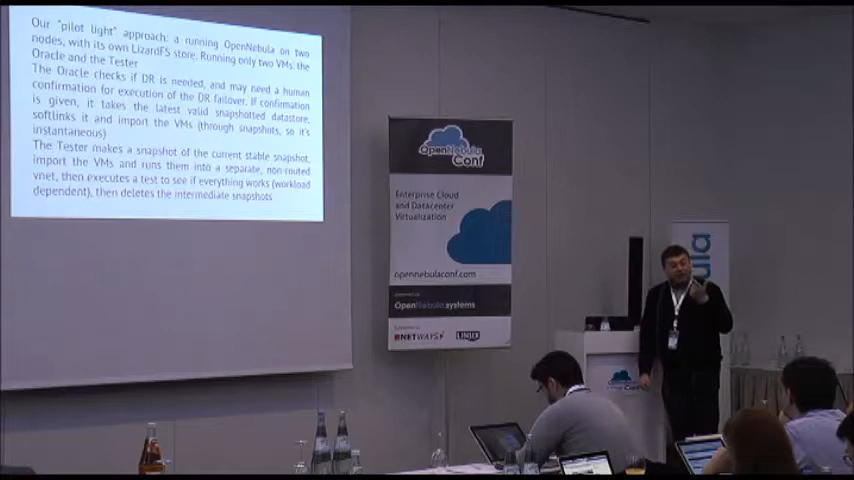 Our "pilot light" approach: a running OpenNebula on two
nodes, with its own LizardFS store. Running only two VMs: the
Oracle and the Tester
The Oracle checks if DR is needed, and may need a human
confirmation for execution of the DR failover. If confirmation
is given, it takes the latest valid snapshotted datastore,
softlinks it and import the VMs (through snapshots, so it's
instantaneous)
The Tester makes a snapshot of the current stable snapshot,
import the VMs and runs them into a separate, non-routed
vnet, then executes a test to see if everything works (workload
dependent), then deletes the intermediate snapshots
OpenNebula
Conf
Enterprise Cloud
and Datacenter
Virtualization
opennebulaconf.com
OpenNebula.systems
NETWAYS
LINUX
ula
Conf